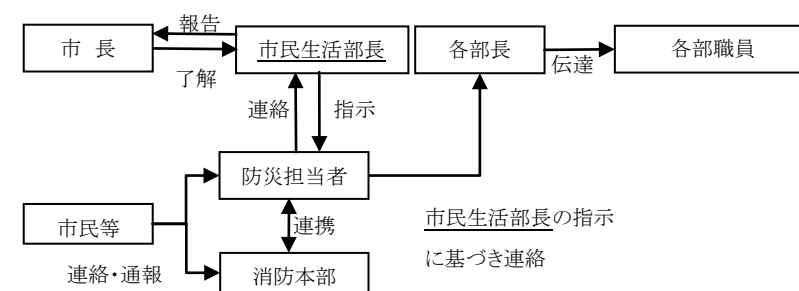 報告
市 長
市民生活部長
各部長
各部職員
了解
伝達
連絡
指示
防災担当者
市民等
連携
市民生活部長の指示
に基づき連絡
連絡・通報
消防本部